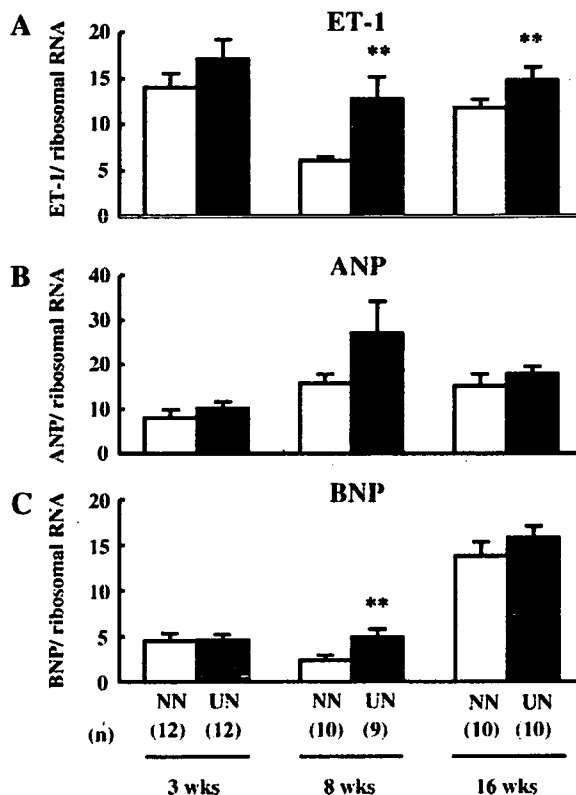 A
ET-1
ET-1/ ribosomal RNA
20
15
10
5
0
**
**
B
ANP
ANP/ ribosomal RNA
40
30
20
10
0
C
BNP
BNP/ ribosomal RNA
20
15
10
5
0
**
NN UN NN UN NN UN
(n) (12) (12) (10) (9) (10) (10)
3 wks 8 wks 16 wks